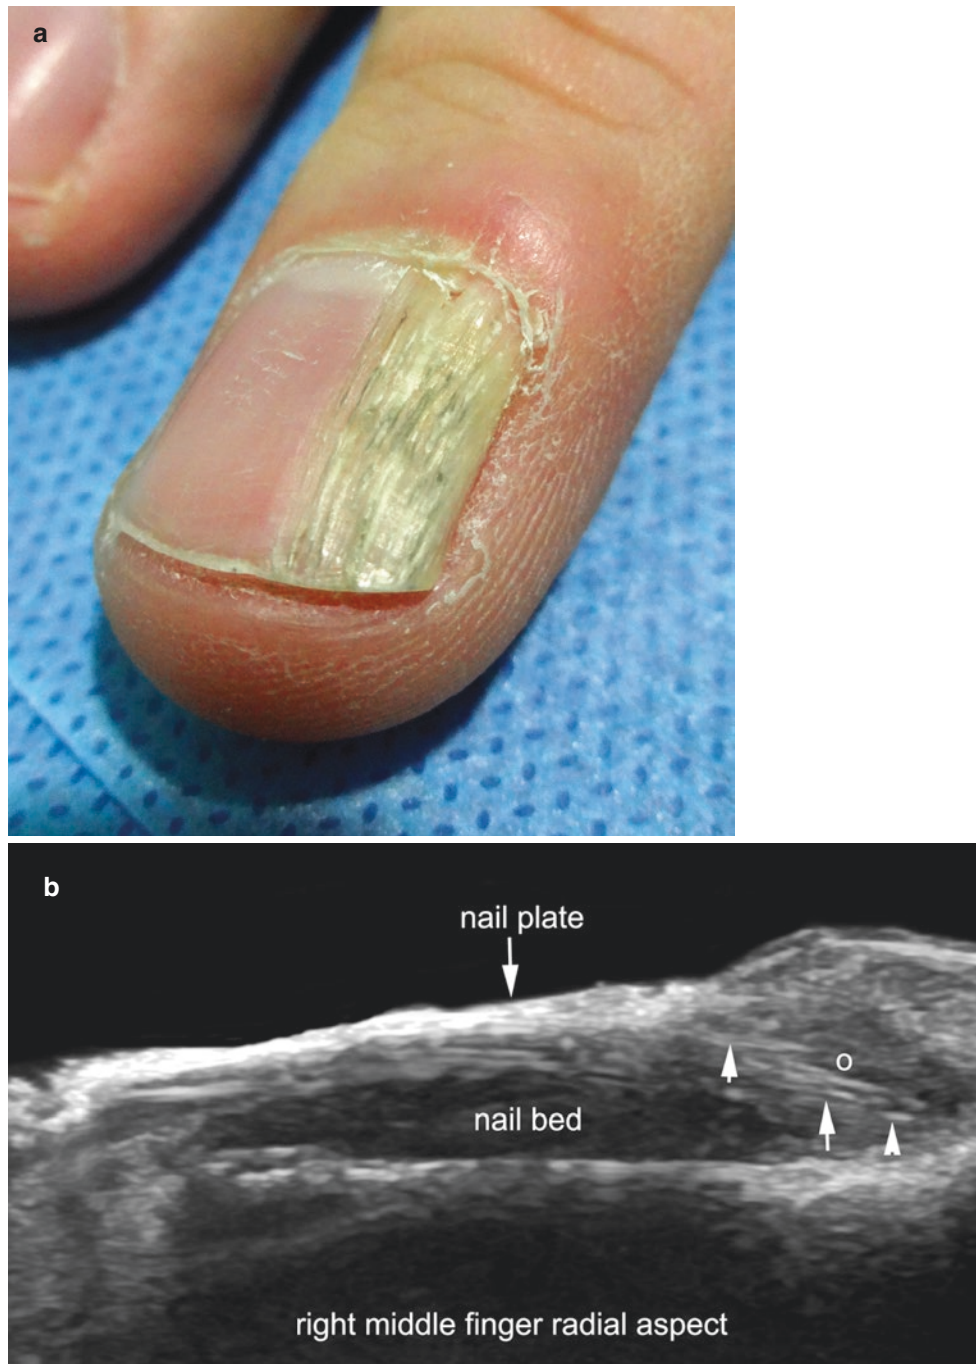 a
b
nail plate
nail bed
o
right middle finger radial aspect